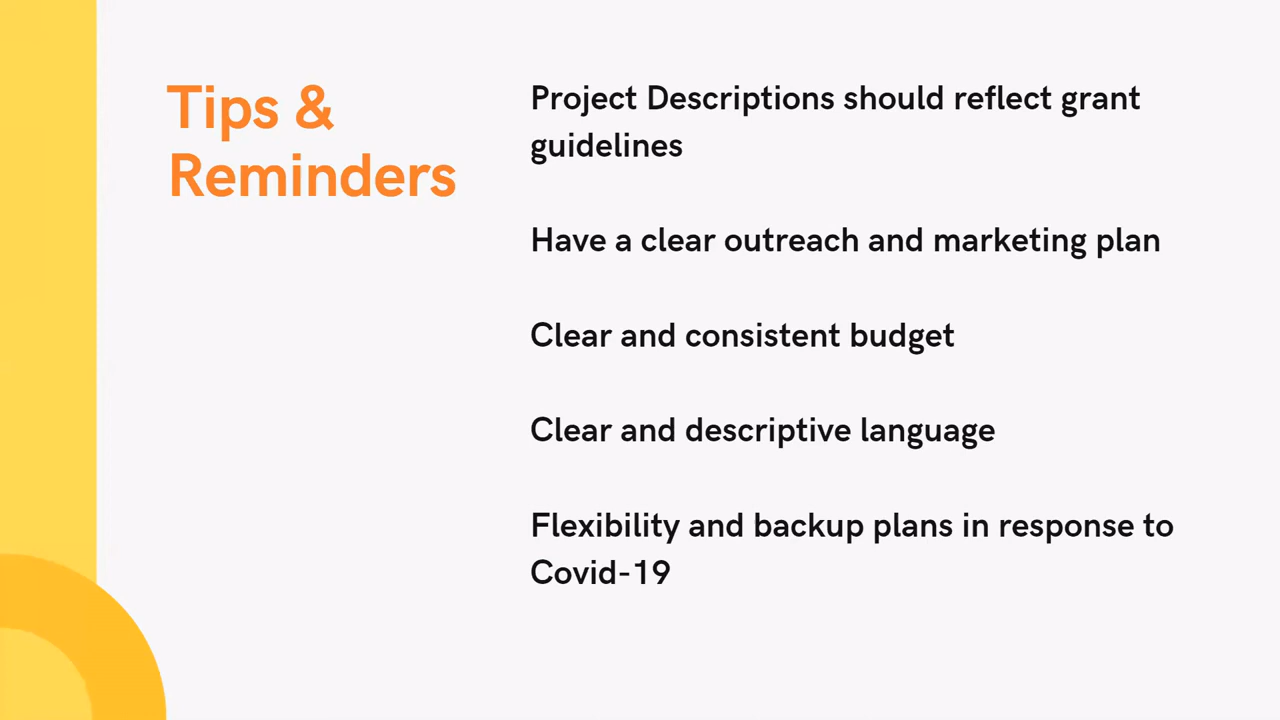 Tips &
Reminders
Project Descriptions should reflect grant
guidelines
Have a clear outreach and marketing plan
Clear and consistent budget
Clear and descriptive language
Flexibility and backup plans in response to
Covid-19